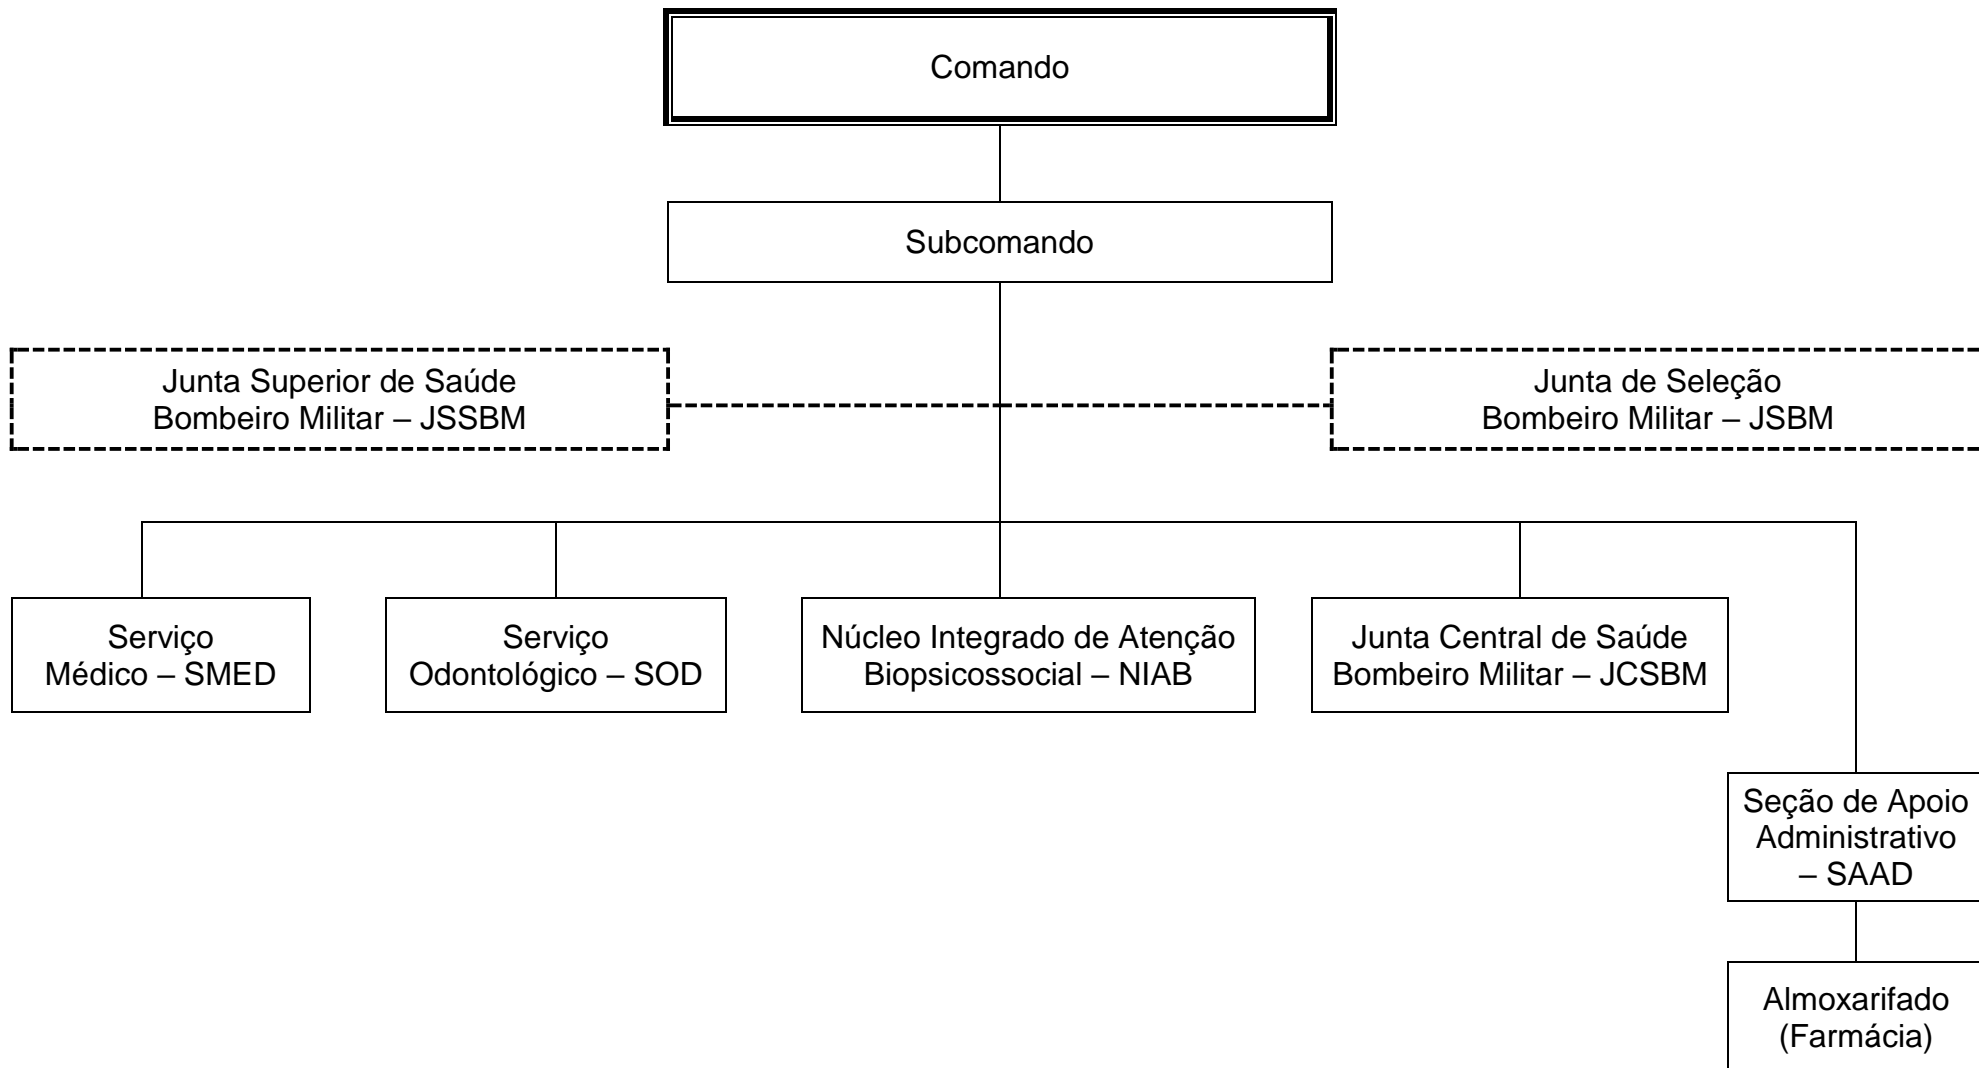 Comando
Subcomando
Junta Superior de Saúde
Bombeiro Militar – JSSBM
Junta de Seleção
Bombeiro Militar – JSBM
Serviço
Médico – SMED
Serviço
Odontológico – SOD
Núcleo Integrado de Atenção
Biopsicossocial – NIAB
Junta Central de Saúde
Bombeiro Militar – JCSBM
Seção de Apoio
Administrativo
– SAAD
Almoxarifado
(Farmácia)